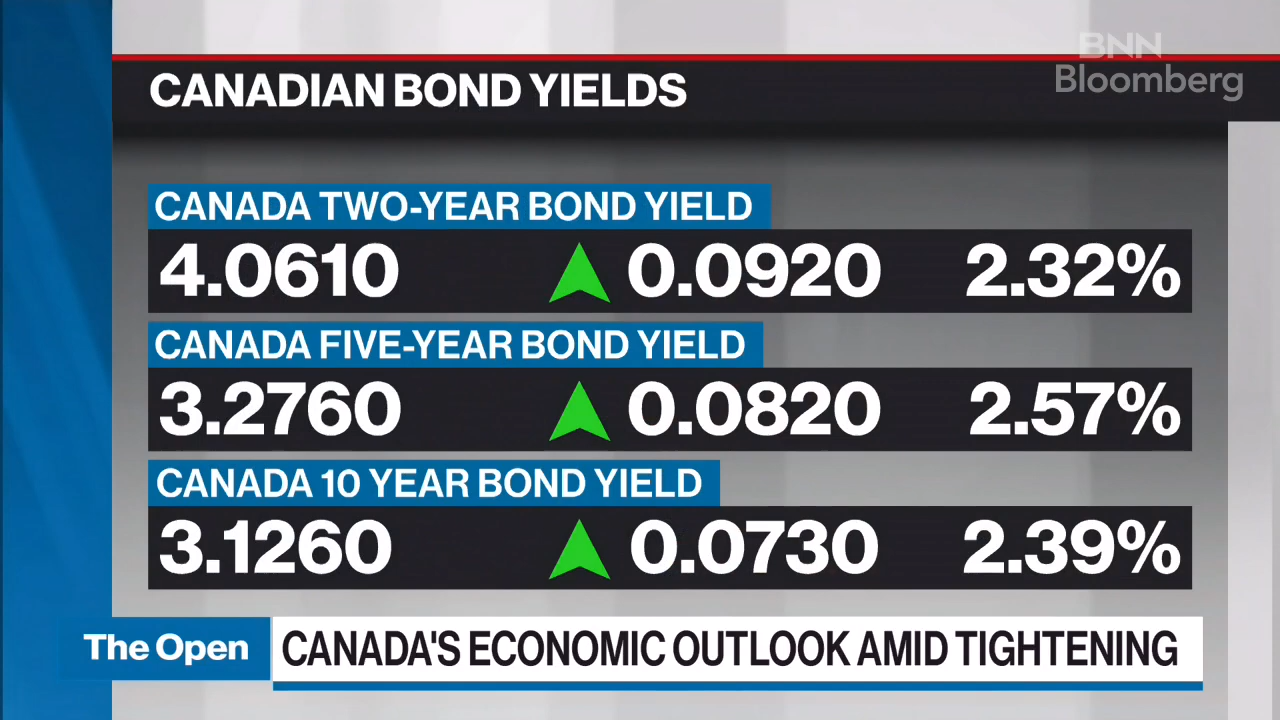 BNN
Bloomberg
CANADIAN BOND YIELDS
CANADA TWO-YEAR BOND YIELD
4.0610 0.0920 2.32%
CANADA FIVE-YEAR BOND YIELD
3.2760 0.0820 2.57%
CANADA 10 YEAR BOND YIELD
3.1260 0.0730 2.39%
The Open CANADA'S ECONOMIC OUTLOOK AMID TIGHTENING